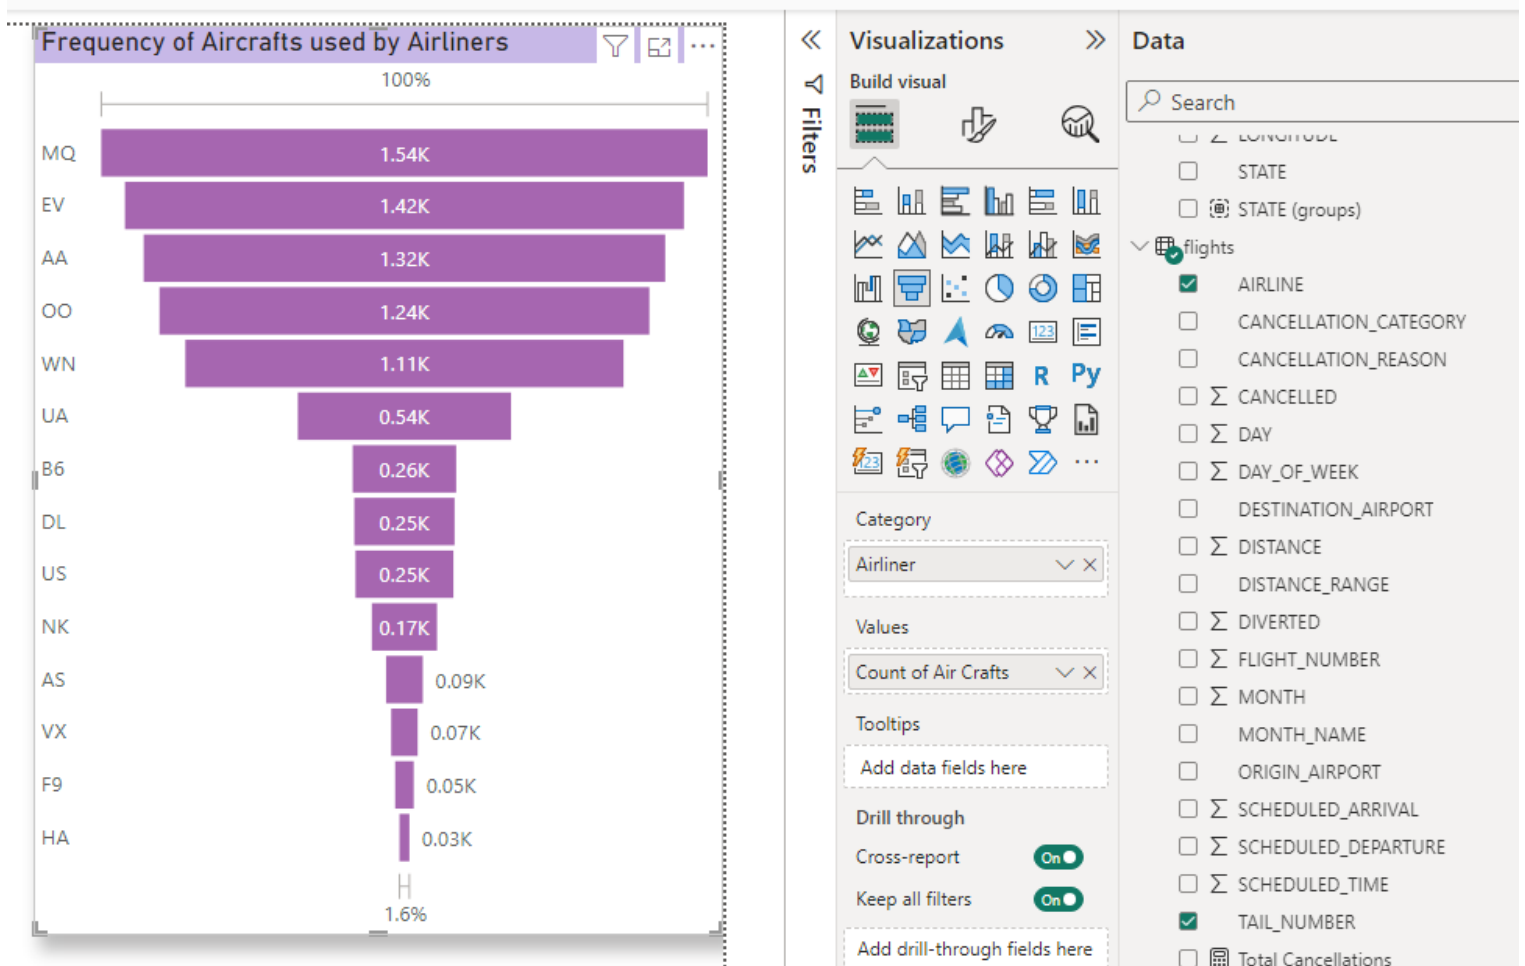 Frequency of Aircrafts used by Airliners
100%
MQ 1.54K
EV 1.42K
AA 1.32K
OO 1.24K
WN 1.11K
UA 0.54K
B6 0.26K
DL 0.25K
US 0.25K
NK 0.17K
AS 0.09K
VX 0.07K
F9 0.05K
HA 0.03K
1.6%
Filters
Visualizations
Build visual
123
R
Py
123
Category
Airliner
Values
Count of Air Crafts
Tooltips
Add data fields here
Drill through
Cross-report On
Keep all filters On
Add drill-through fields here
Data
Search
LONGITUDE
STATE
STATE (groups)
flights
AIRLINE
CANCELLATION_CATEGORY
CANCELLATION_REASON
Σ CANCELLED
Σ DAY
Σ DAY_OF_WEEK
DESTINATION_AIRPORT
Σ DISTANCE
DISTANCE_RANGE
Σ DIVERTED
Σ FLIGHT_NUMBER
Σ MONTH
MONTH_NAME
ORIGIN_AIRPORT
Σ SCHEDULED_ARRIVAL
Σ SCHEDULED_DEPARTURE
Σ SCHEDULED_TIME
TAIL_NUMBER
Total Cancellations